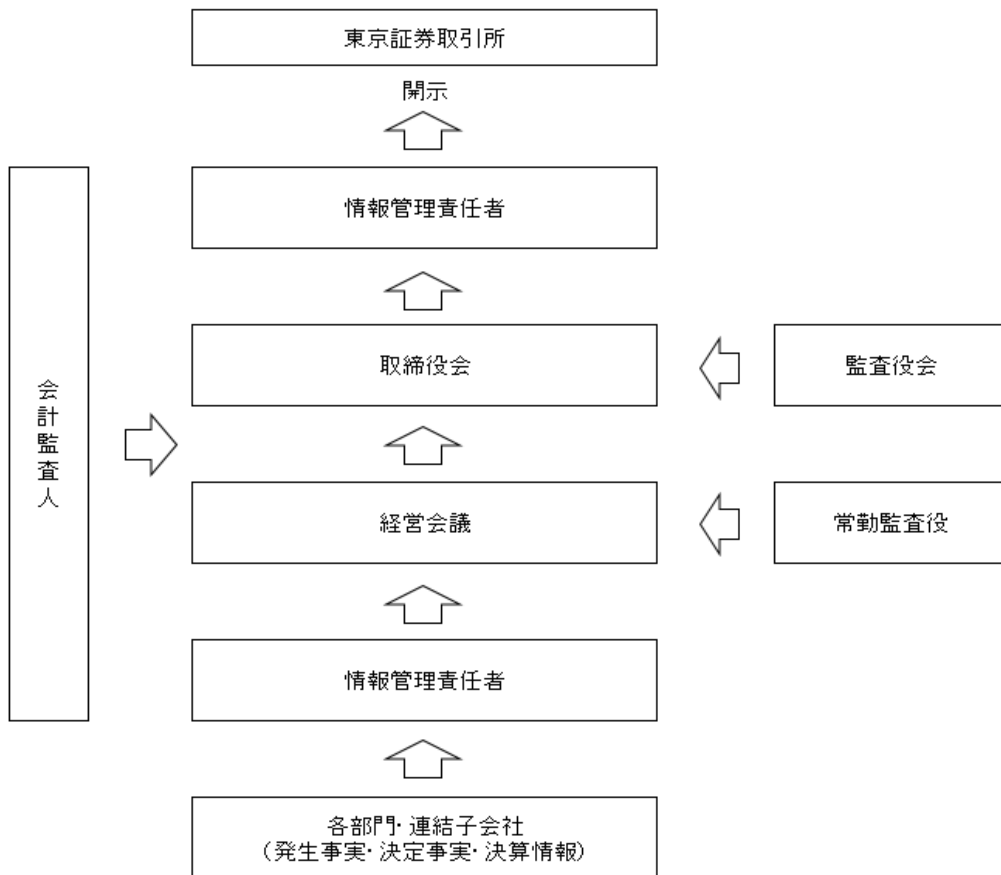 東京証券取引所
開示
情報管理責任者
取締役会
監査役会
会計監査人
経営会議
常勤監査役
情報管理責任者
各部門・連結子会社
（発生事実・決定事実・決算情報）